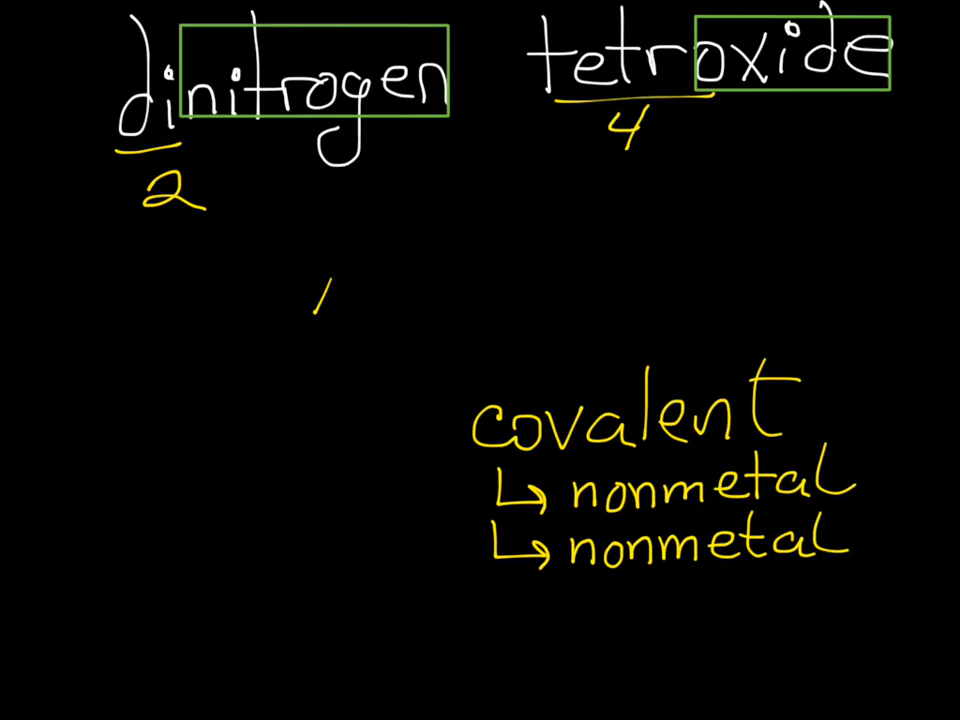 dinitrogen tetroxide
2 4
covalent
↳ nonmetal
↳ nonmetal